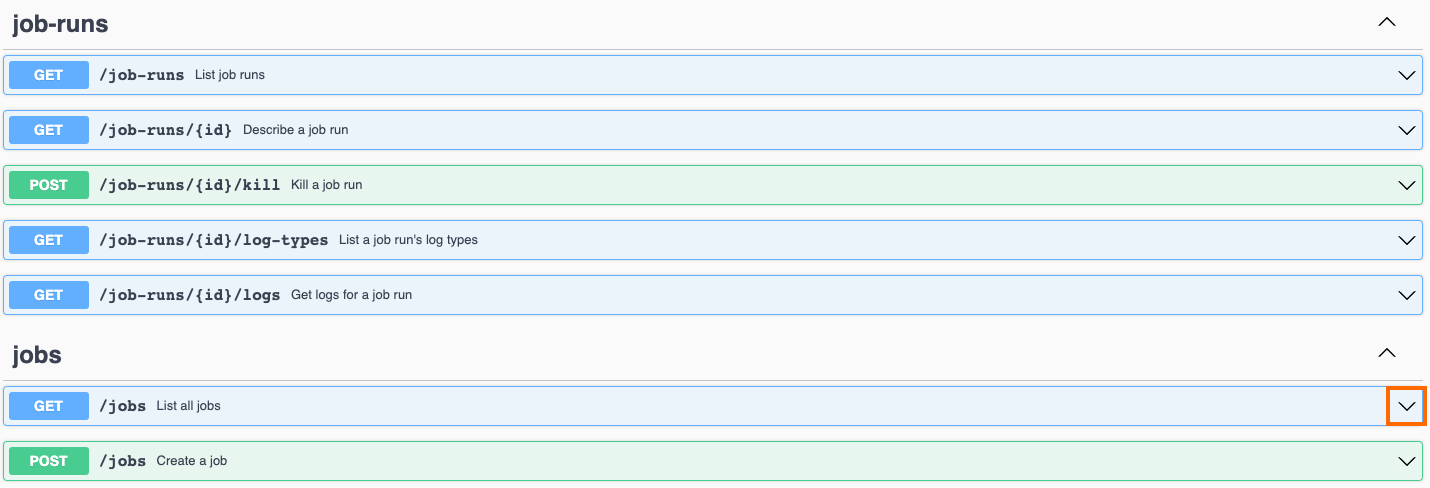 job-runs
GET /job-runs List job runs
GET /job-runs/{id} Describe a job run
POST /job-runs/{id}/kill Kill a job run
GET /job-runs/{id}/log-types List a job run's log types
GET /job-runs/{id}/logs Get logs for a job run
jobs
GET /jobs List all jobs
POST /jobs Create a job